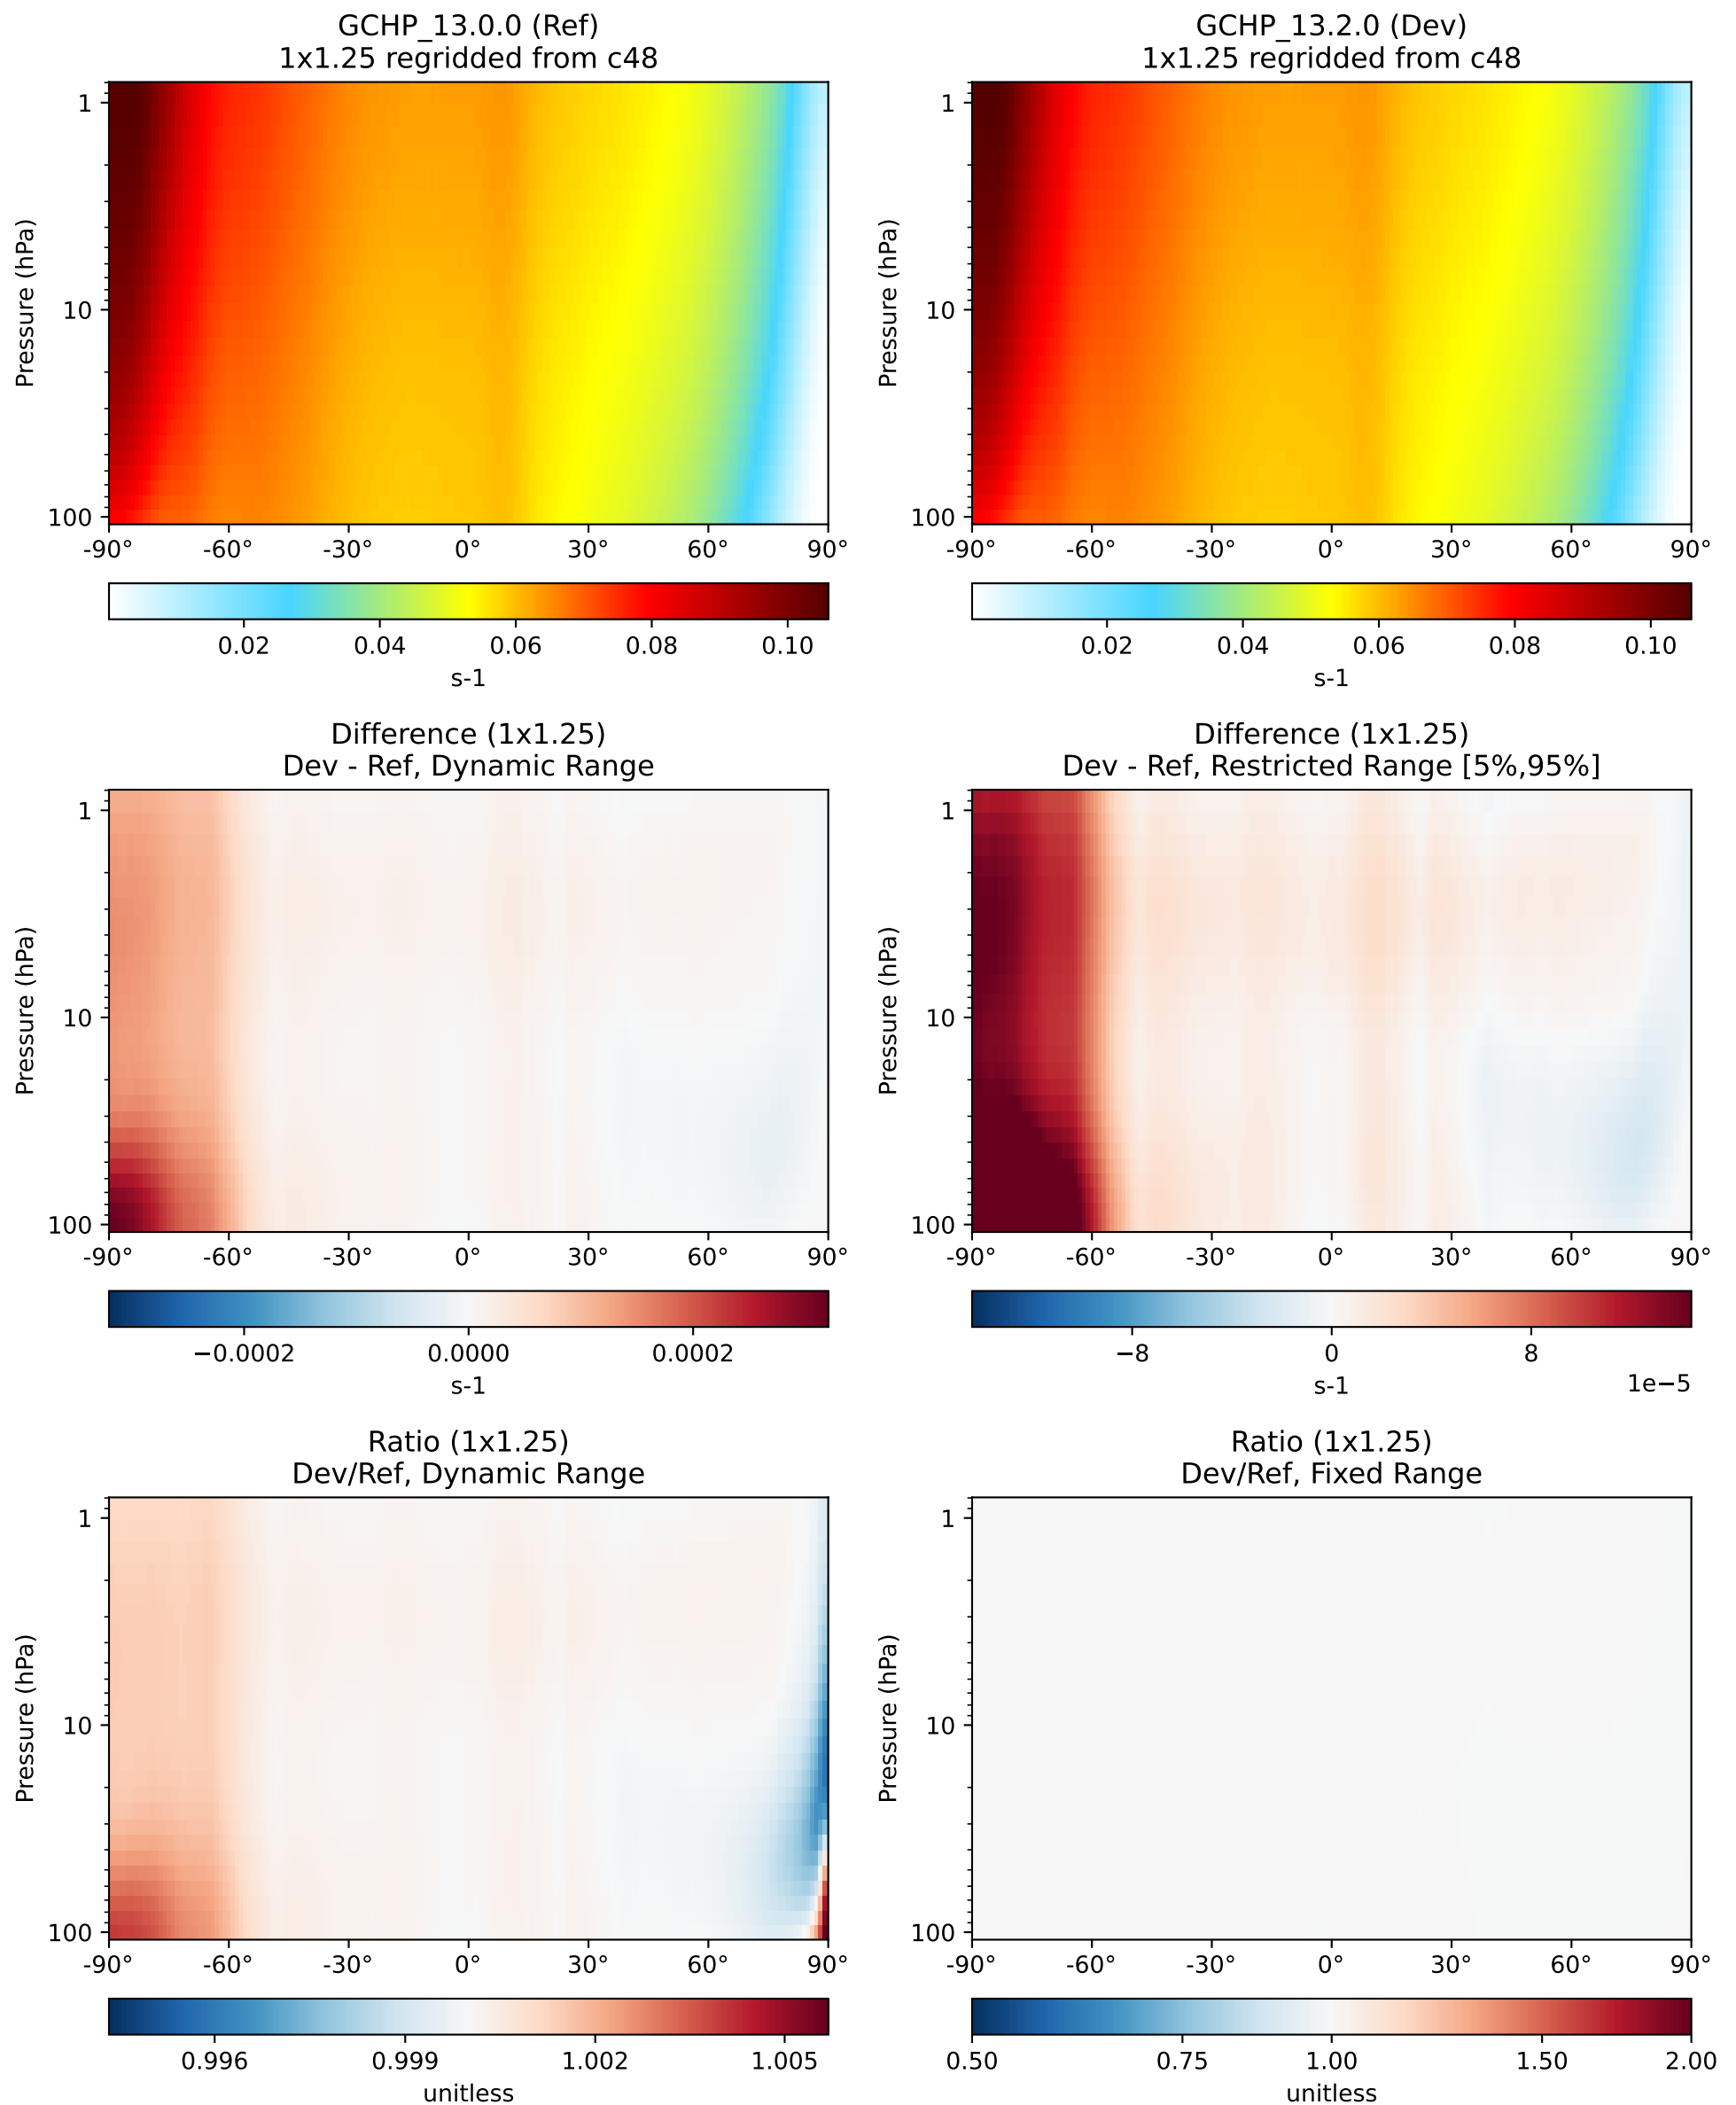 GCHP_13.0.0 (Ref)
1x1.25 regridded from c48
Pressure (hPa)
1
10
100
-90° -60° -30° 0° 30° 60° 90°
0.02 0.04 0.06 0.08 0.10
s-1
GCHP_13.2.0 (Dev)
1x1.25 regridded from c48
Pressure (hPa)
1
10
100
-90° -60° -30° 0° 30° 60° 90°
0.02 0.04 0.06 0.08 0.10
s-1
Difference (1x1.25)
Dev - Ref, Dynamic Range
Pressure (hPa)
1
10
100
-90° -60° -30° 0° 30° 60° 90°
−0.0002 0.0000 0.0002
s-1
Difference (1x1.25)
Dev - Ref, Restricted Range [5%,95%]
Pressure (hPa)
1
10
100
-90° -60° -30° 0° 30° 60° 90°
−8 0 8
s-1
1e−5
Ratio (1x1.25)
Dev/Ref, Dynamic Range
Pressure (hPa)
1
10
100
-90° -60° -30° 0° 30° 60° 90°
0.996 0.999 1.002 1.005
unitless
Ratio (1x1.25)
Dev/Ref, Fixed Range
Pressure (hPa)
1
10
100
-90° -60° -30° 0° 30° 60° 90°
0.50 0.75 1.00 1.50 2.00
unitless